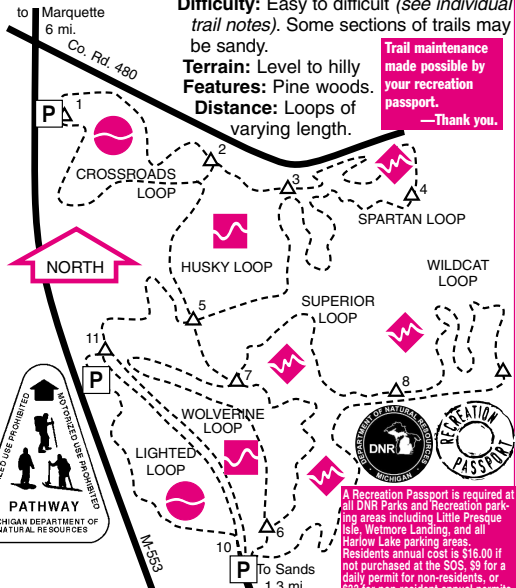 to Marquette
6 mi.
Difficulty: Easy to difficult (see individual
trail notes). Some sections of trails may
be sandy.
Terrain: Level to hilly
Features: Pine woods.
Distance: Loops of
varying length.
Trail maintenance
made possible by
your recreation
passport.
—Thank you.
Co. Rd. 480
P
1
2
3
4
CROSSROADS
LOOP
SPARTAN LOOP
NORTH
HUSKY LOOP
WILDCAT
LOOP
SUPERIOR
LOOP
5
11
P
7
8
WOLVERINE
LOOP
LIGHTED
LOOP
6
10
P
To Sands
1.3 mi.
M-553
USE PROHIBITED
MOTORIZED USE PROHIBITED
PATHWAY
HIGAN DEPARTMENT OF
NATURAL RESOURCES
DEPARTMENT OF NATURAL RESOURCES
DNR
MICHIGAN
RECREATION
PASSPORT
A Recreation Passport is required at
all DNR Parks and Recreation park-
ing areas including Little Presque
Isle, Wetmore Landing, and all
Harlow Lake parking areas.
Residents annual cost is $16.00 if
not purchased at the SOS, $9 for a
daily permit for non-residents, or